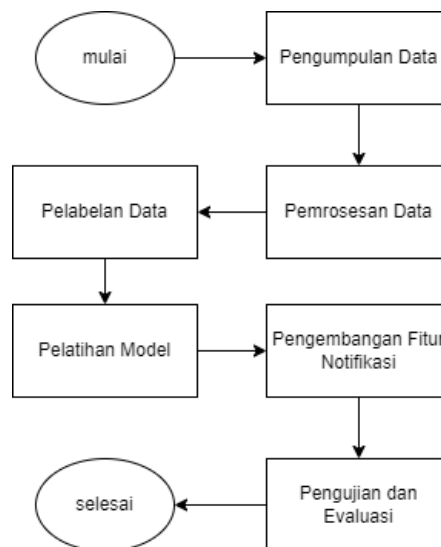 mulai
Pengumpulan Data
Pemrosesan Data
Pelabelan Data
Pelatihan Model
Pengembangan Fitur
Notifikasi
Pengujian dan
Evaluasi
selesai